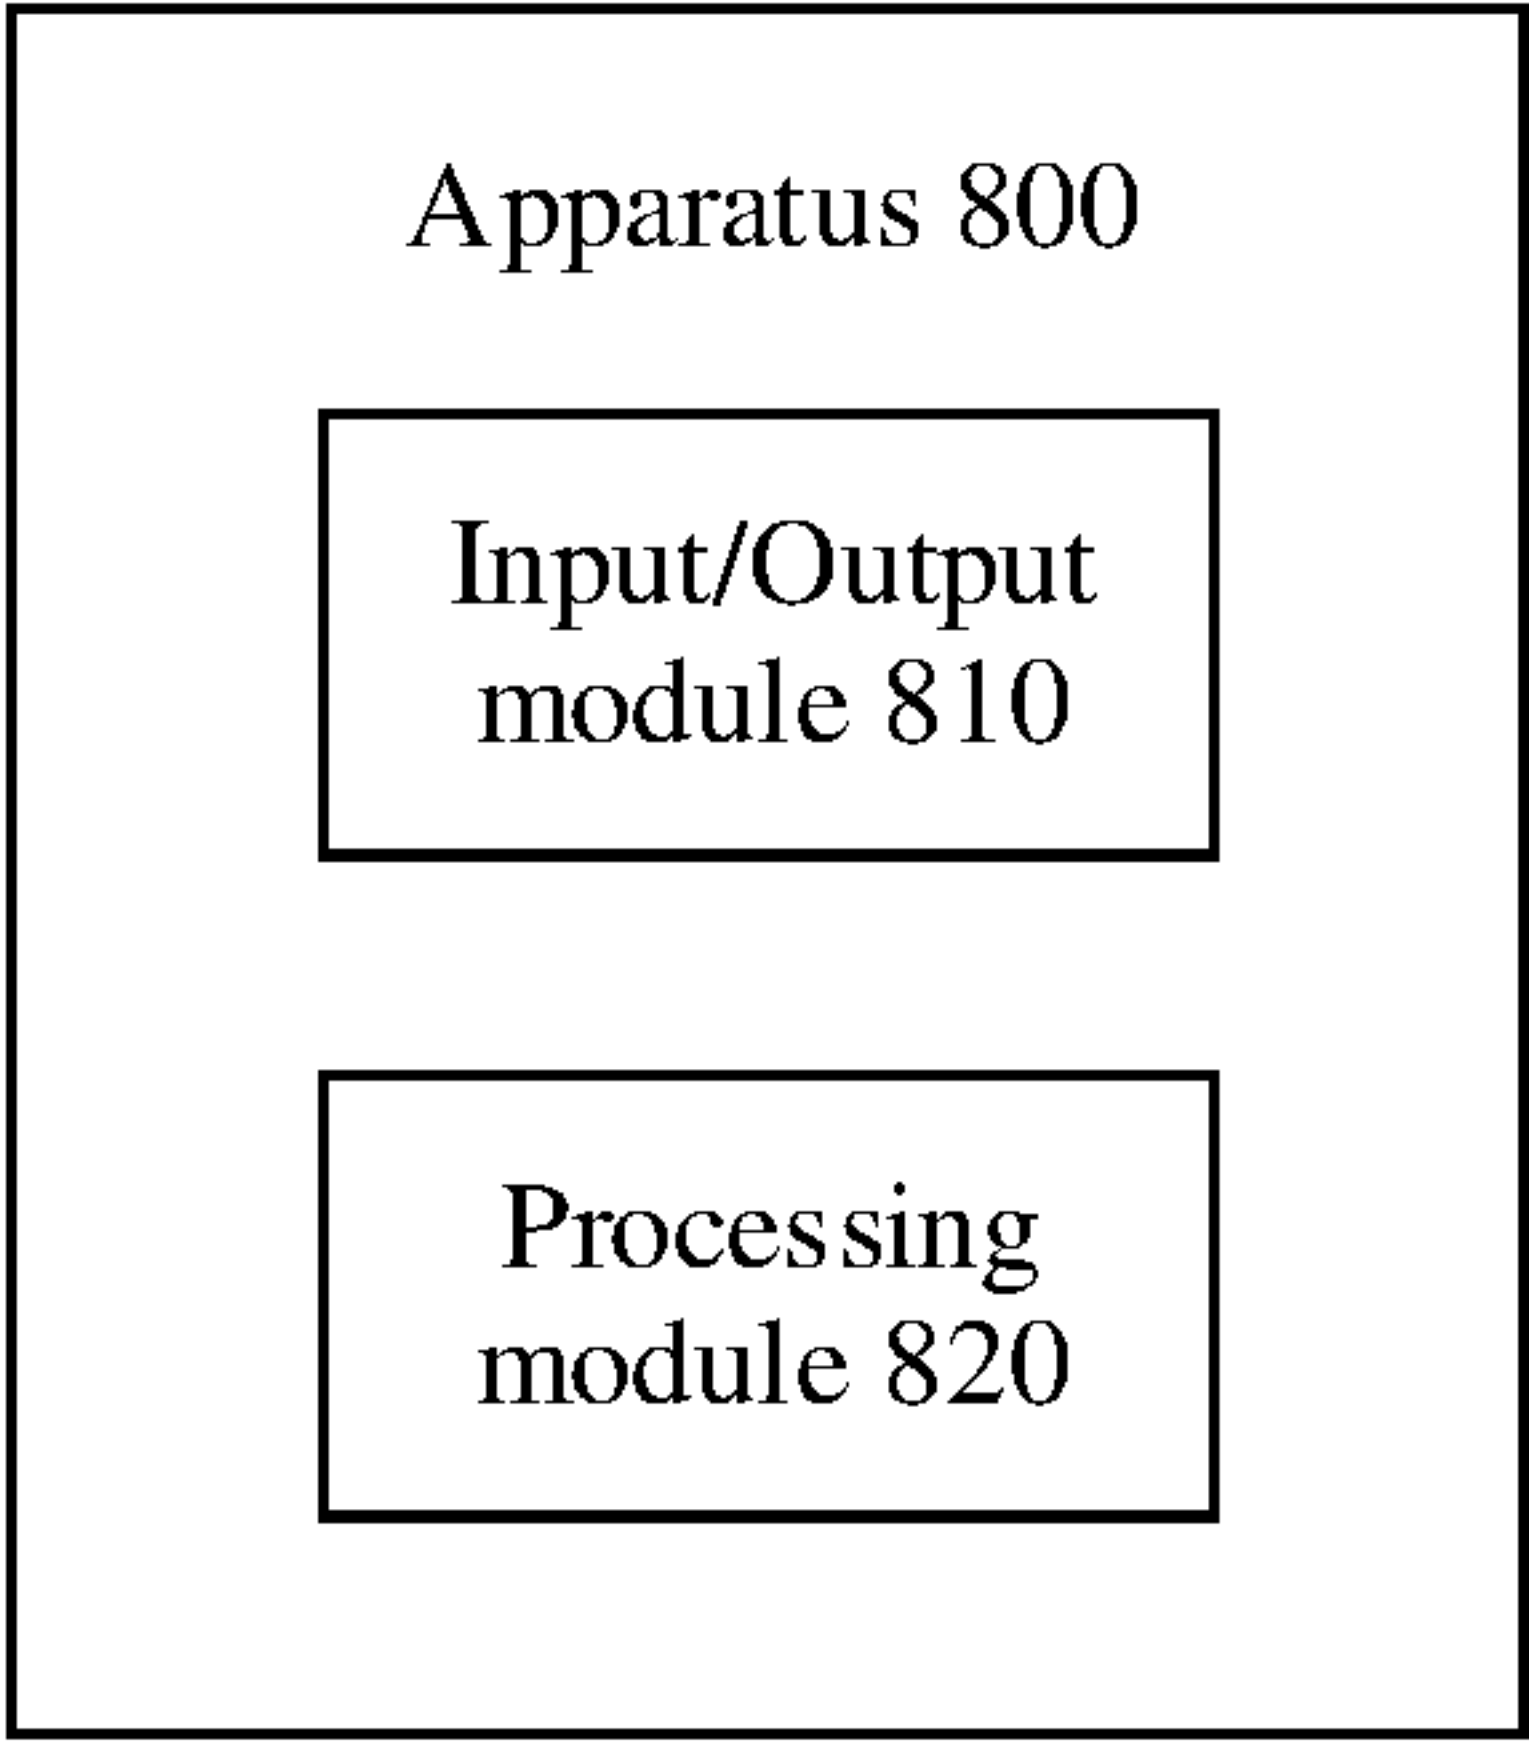 Apparatus 800
Input/Output
module 810
Processing
module 820